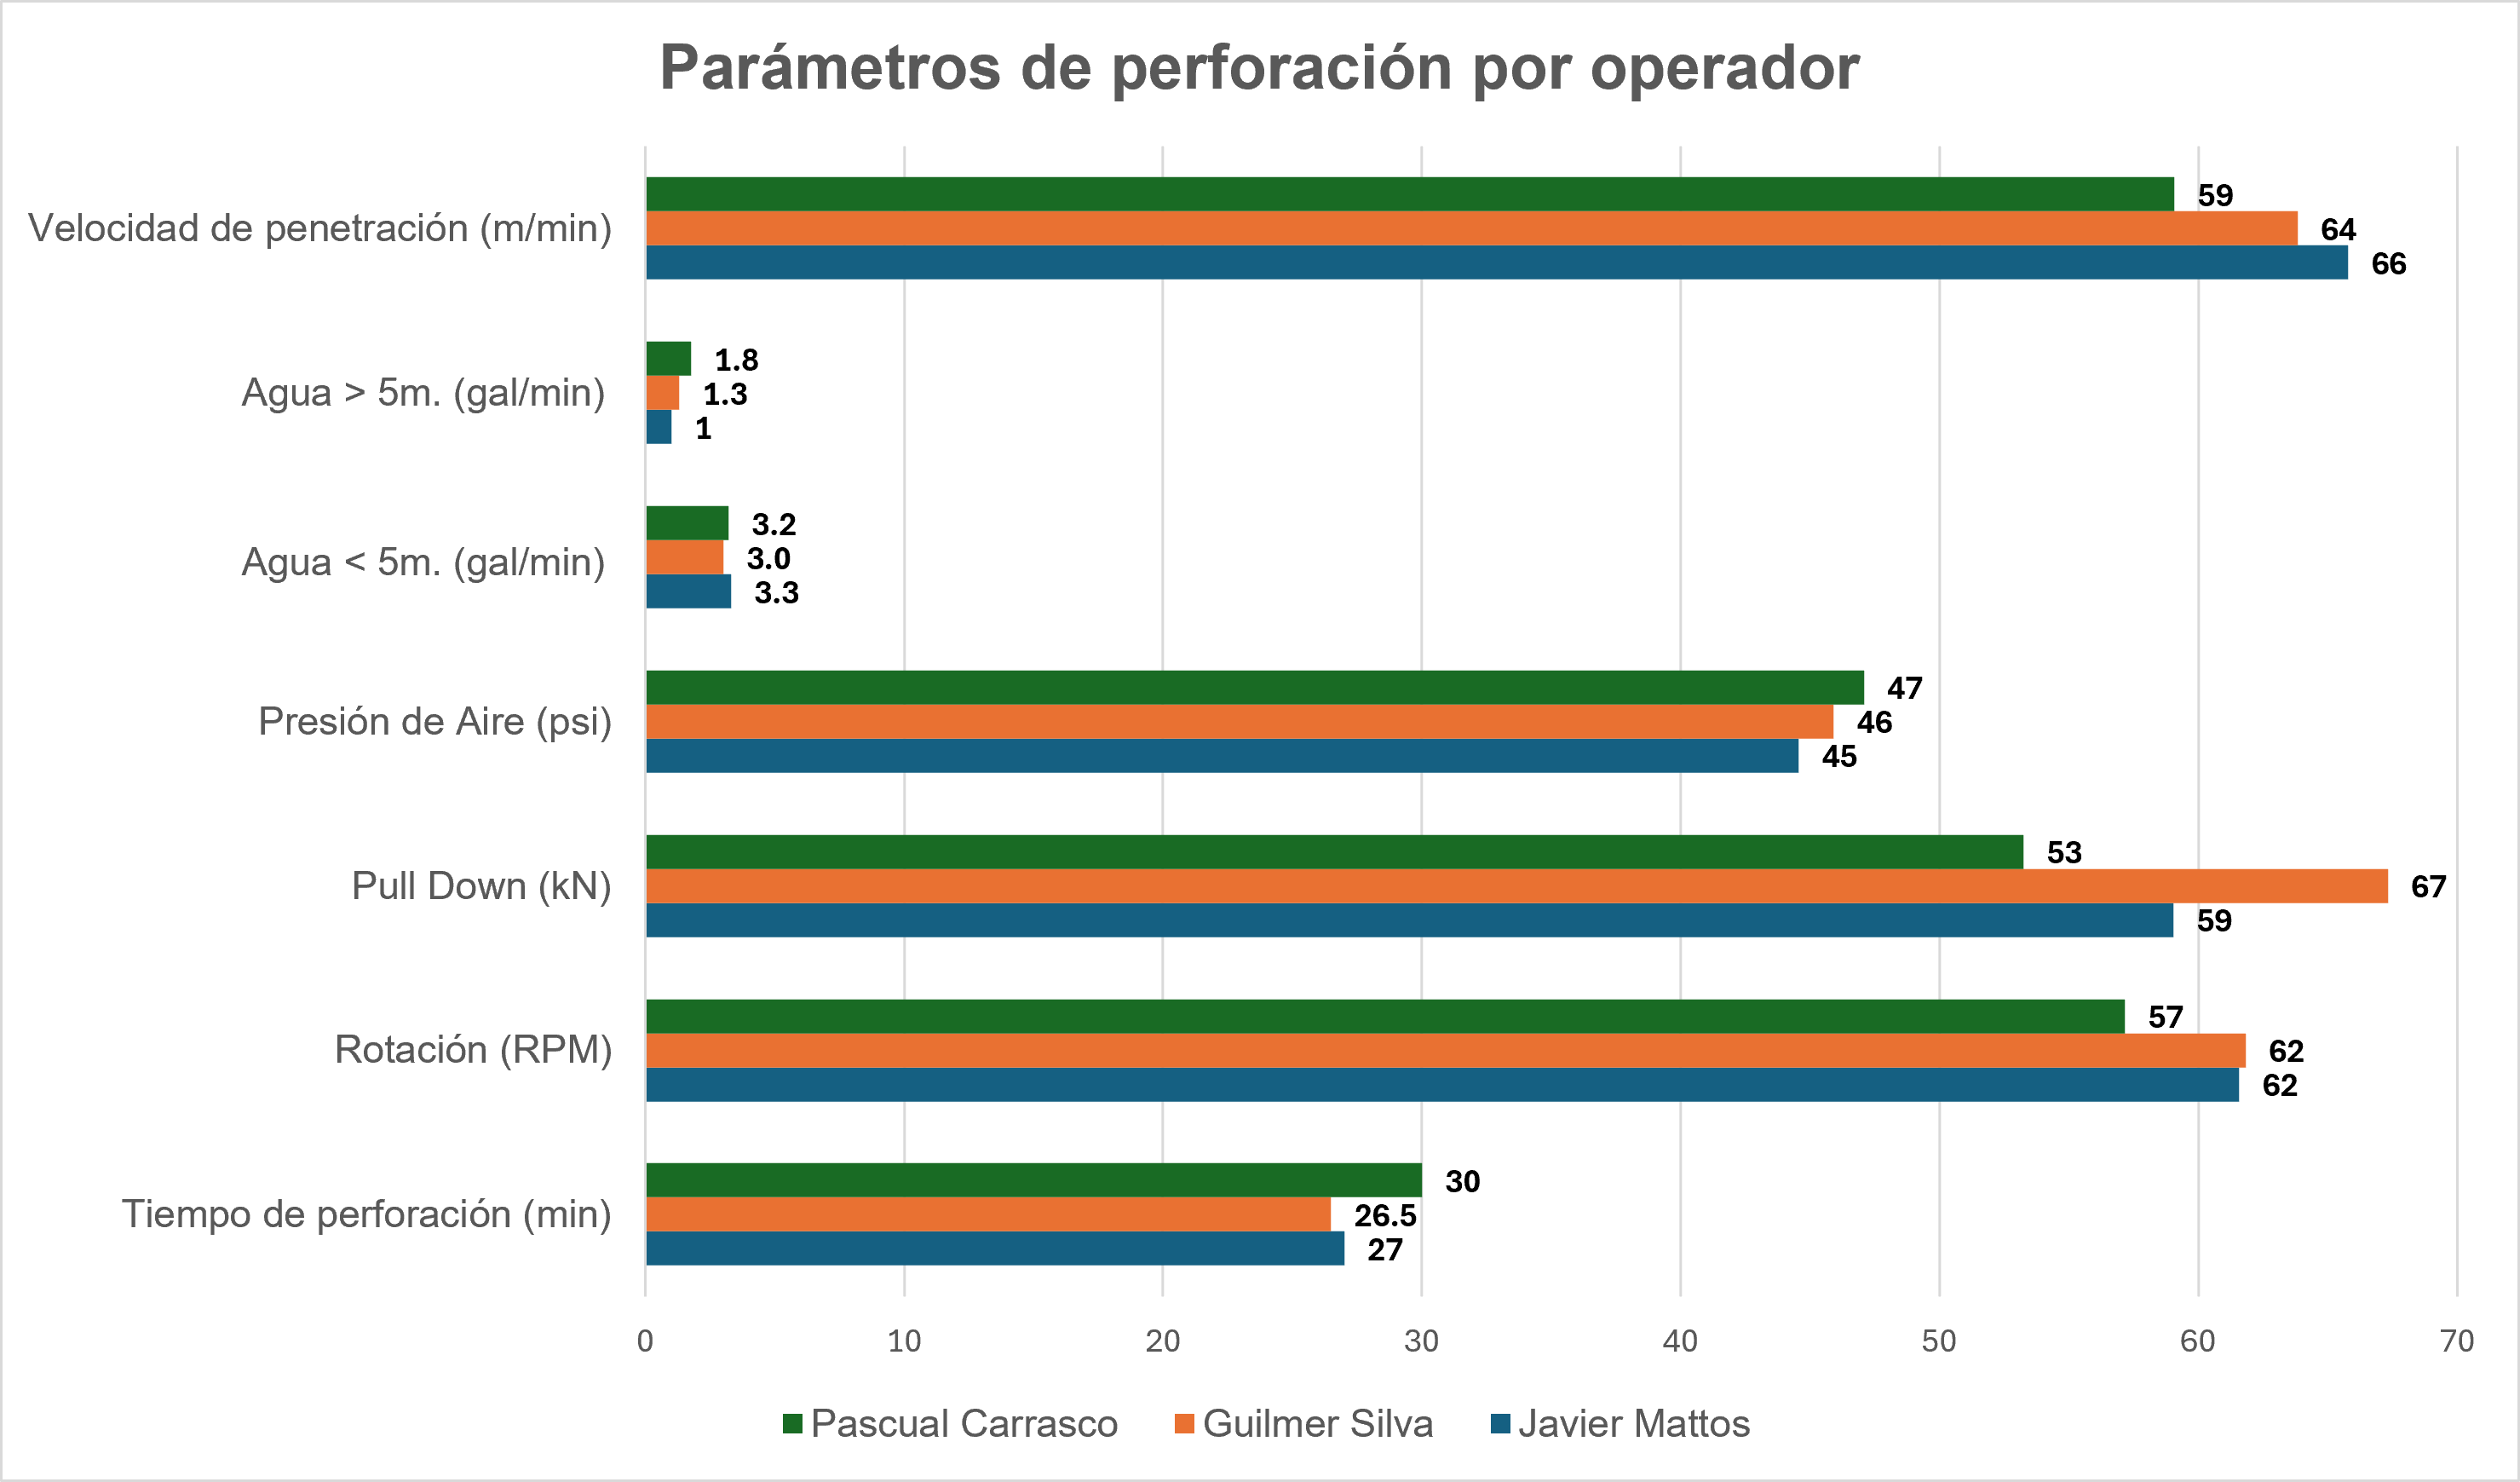 Parámetros de perforación por operador
Velocidad de penetración (m/min)
59
64
66
Agua > 5m. (gal/min)
1.8
1.3
1
Agua < 5m. (gal/min)
3.2
3.0
3.3
Presión de Aire (psi)
47
46
45
Pull Down (kN)
53
67
59
Rotación (RPM)
57
62
62
Tiempo de perforación (min)
30
26.5
27
0 10 20 30 40 50 60 70
Pascual Carrasco Guilmer Silva Javier Mattos